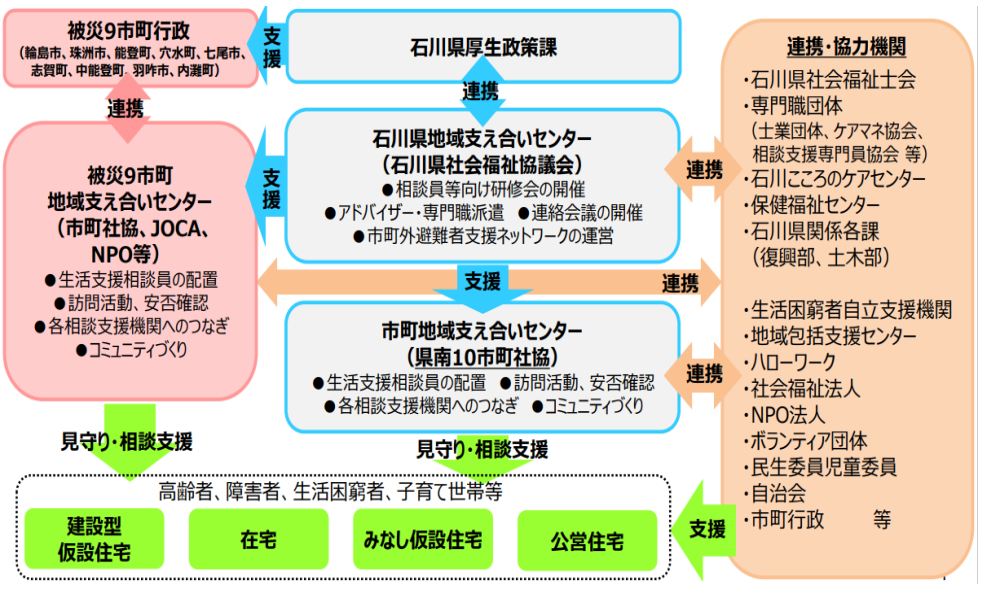 被災9市町行政
(輪島市、珠洲市、能登町、穴水町、七尾市、
志賀町、中能登町、羽咋市、内灘町)
支援
石川県厚生政策課
連携
連携
被災9市町
地域支え合いセンター
(市町社協、JOCA、
NPO等)
●生活支援相談員の配置
●訪問活動、安否確認
●各相談支援機関へのつなぎ
●コミュニティづくり
支援
石川県地域支え合いセンター
(石川県社会福祉協議会)
●相談員等向け研修会の開催
●アドバイザー・専門職派遣 ●連絡会議の開催
●市町外避難者支援ネットワークの運営
連携
支援
連携
市町地域支え合いセンター
(県南10市町社協)
●生活支援相談員の配置 ●訪問活動、安否確認
●各相談支援機関へのつなぎ ●コミュニティづくり
連携
連携・協力機関
・石川県社会福祉士会
・専門職団体
(士業団体、ケアマネ協会、
相談支援専門員協会 等)
・石川こころのケアセンター
・保健福祉センター
・石川県関係各課
(復興部、土木部)
・生活困窮者自立支援機関
・地域包括支援センター
・ハローワーク
・社会福祉法人
・NPO法人
・ボランティア団体
・民生委員児童委員
・自治会
・市町行政 等
見守り・相談支援
見守り・相談支援
高齢者、障害者、生活困窮者、子育て世帯等
建設型
仮設住宅
在宅
みなし仮設住宅
公営住宅
支援